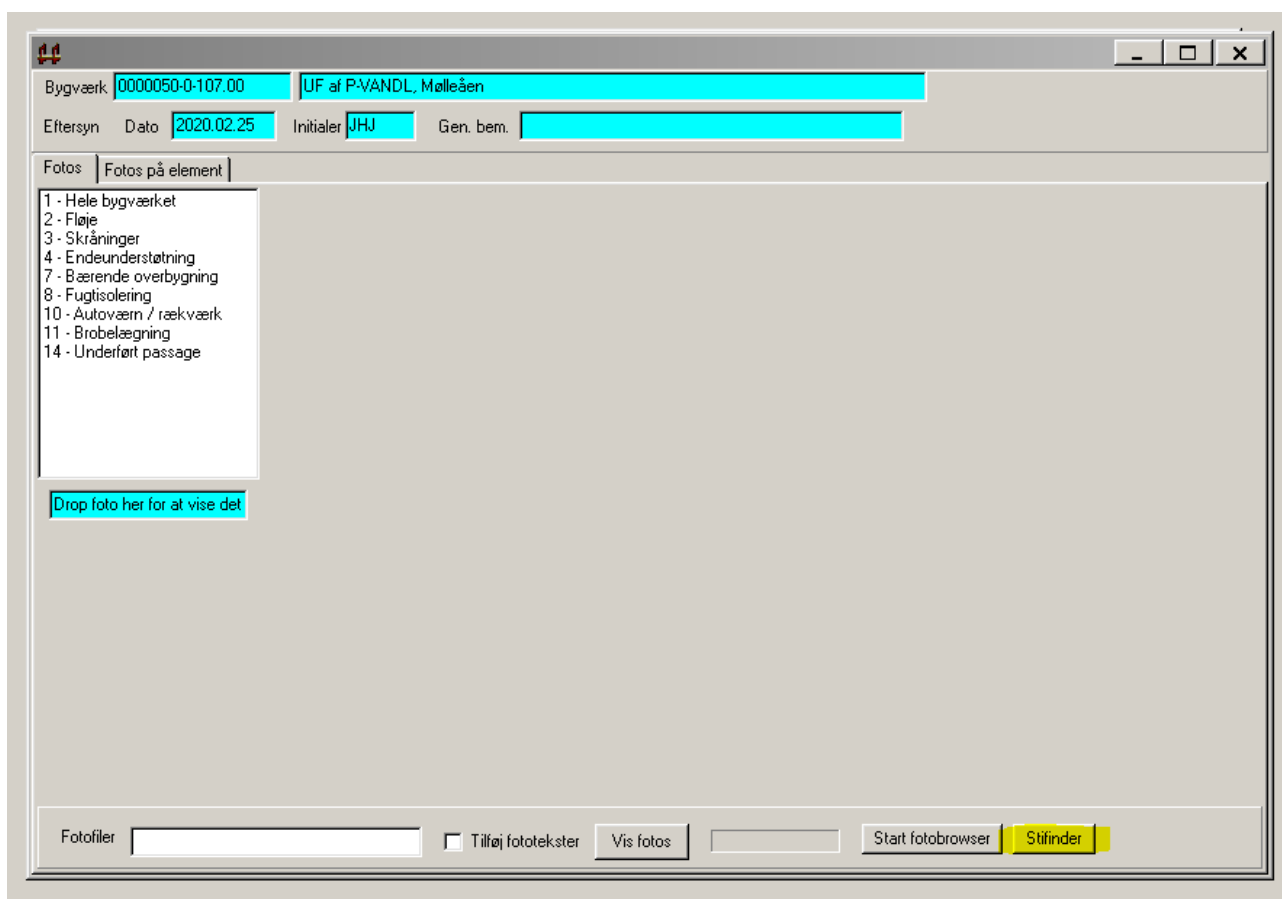 Bygværk 0000050-0-107.00 UF af P-VANDL, Mølleåen
Eftersyn Dato 2020.02.25 Initialer JHJ Gen. bem.
Fotos Fotos på element
1 - Hele bygværket
2 - Fløje
3 - Skråninger
4 - Endeunderstøtning
7 - Bærende overbygning
8 - Fugtisolering
10 - Autoværn / rækværk
11 - Brobelægning
14 - Underført passage
Drop foto her for at vise det
Fotofiler Tilføj fototekster Vis fotos Start fotobrowser Stifinder